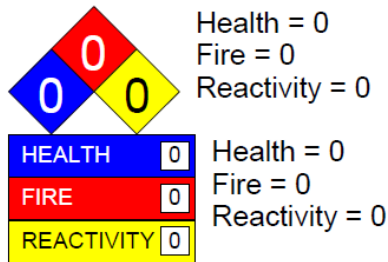 0
0 0
Health = 0
Fire = 0
Reactivity = 0
HEALTH 0
FIRE 0
REACTIVITY 0
Health = 0
Fire = 0
Reactivity = 0